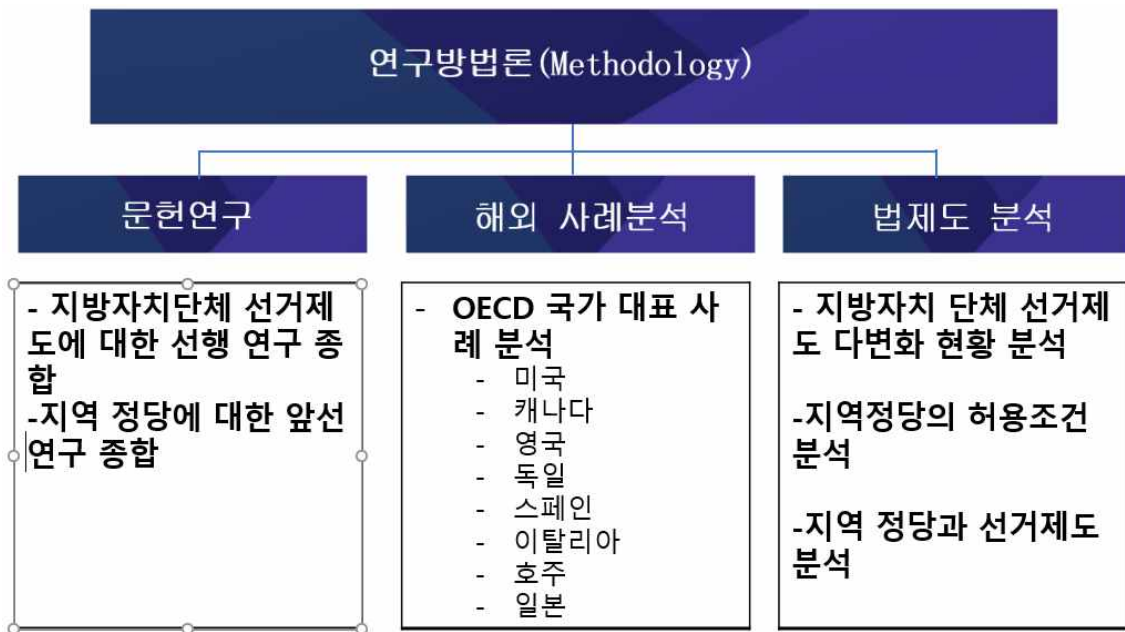 연구방법론(Methodology)
문헌연구
- 지방자치단체 선거제
도에 대한 선행 연구 종
합
-지역 정당에 대한 앞선
연구 종합
해외 사례분석
- OECD 국가 대표 사
례 분석
- 미국
- 캐나다
- 영국
- 독일
- 스페인
- 이탈리아
- 호주
- 일본
법제도 분석
- 지방자치 단체 선거제
도 다변화 현황 분석
-지역정당의 허용조건
분석
-지역 정당과 선거제도
분석